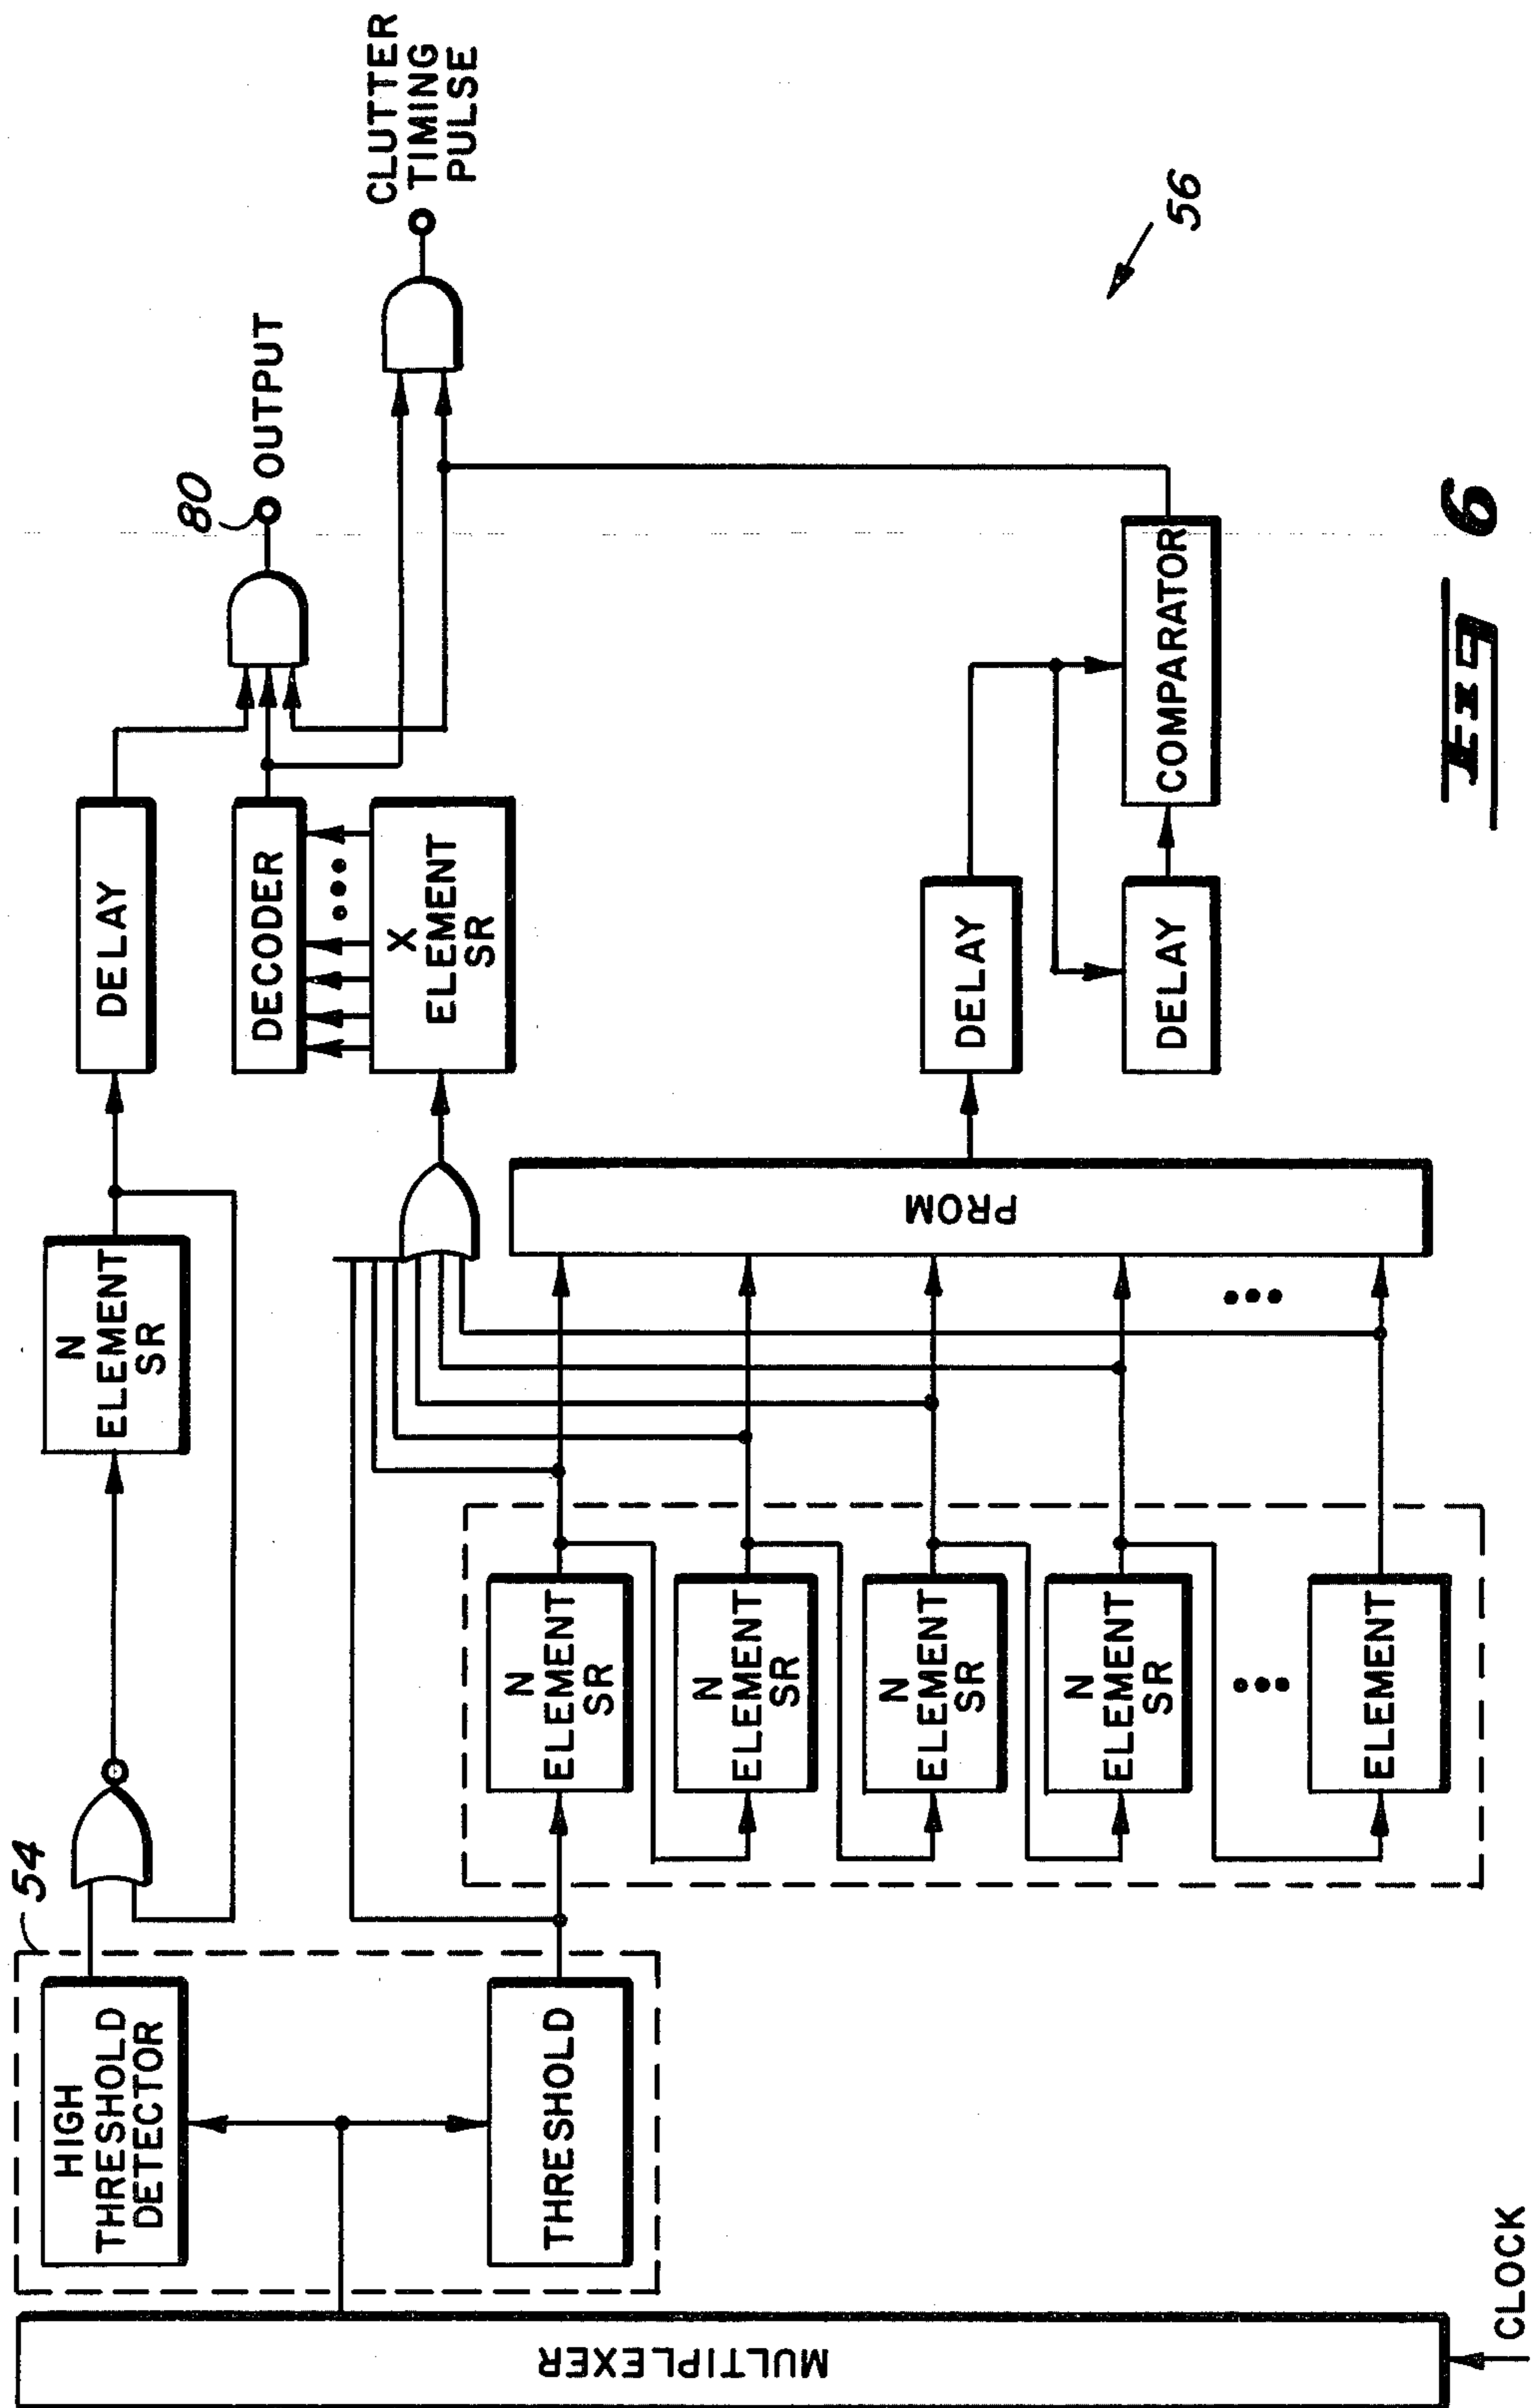 MULTIPLEXER
CLOCK
54
HIGH
THRESHOLD
DETECTOR
THRESHOLD
N
ELEMENT
SR
N
ELEMENT
SR
N
ELEMENT
SR
N
ELEMENT
SR
N
ELEMENT
SR
ELEMENT
PROM
DELAY
DECODER
X
ELEMENT
SR
DELAY
DELAY
COMPARATOR
80
OUTPUT
CLUTTER
TIMING
PULSE
56
FIG 6